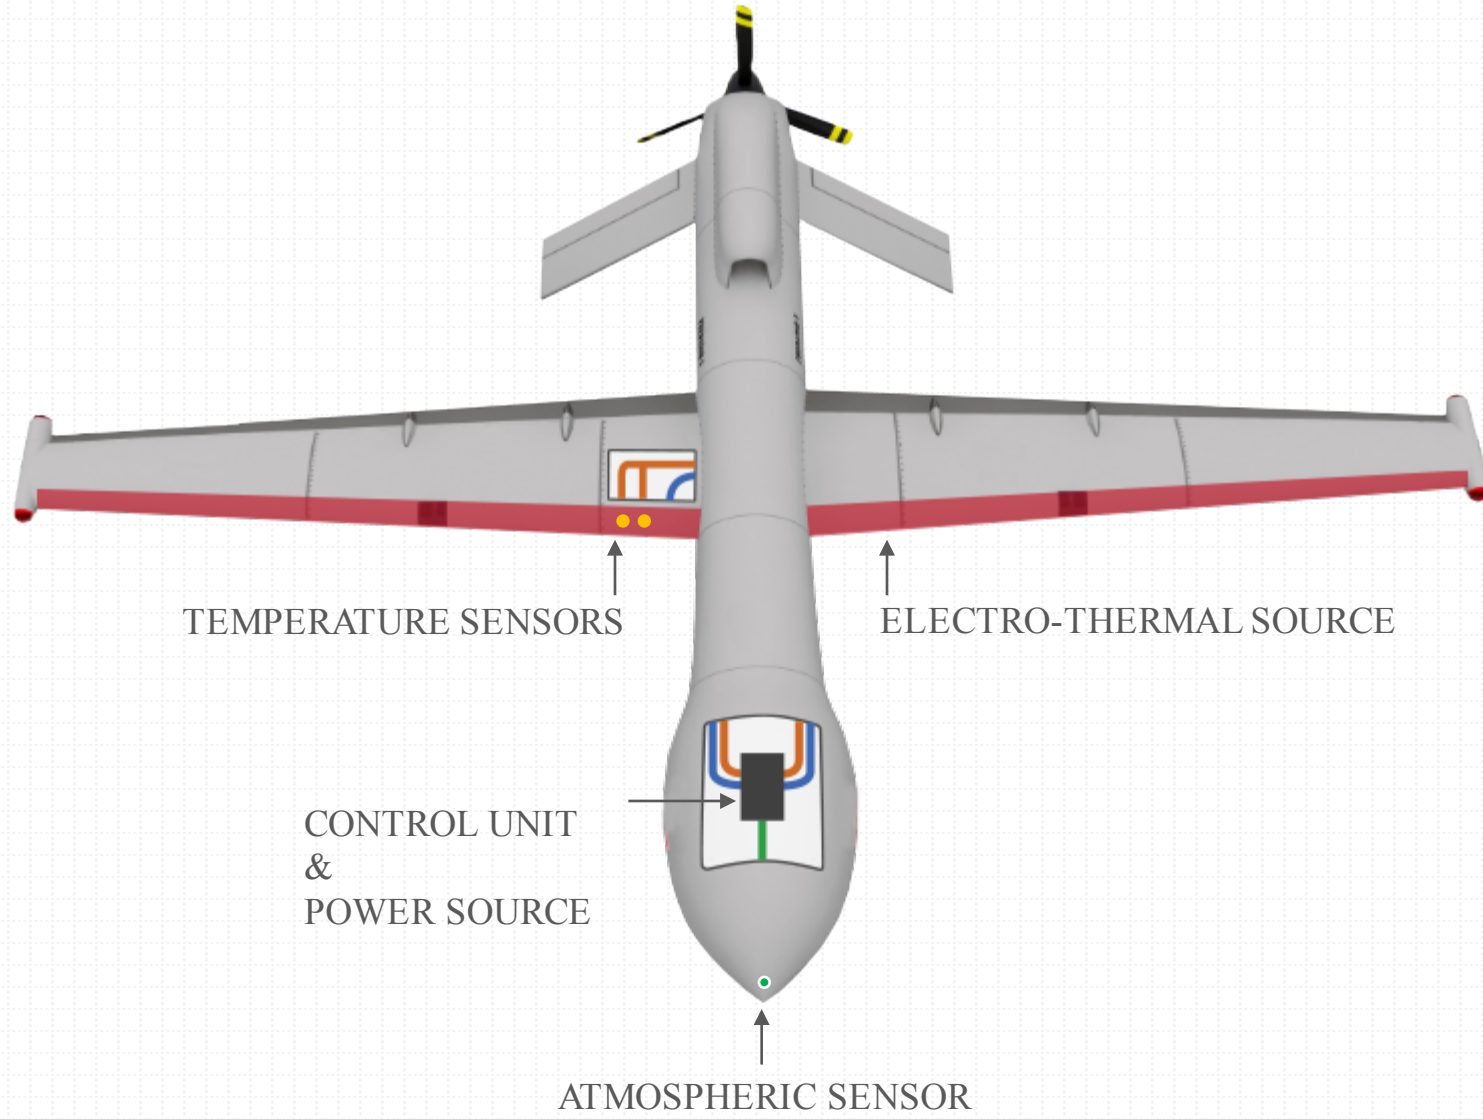 TEMPERATURE SENSORS
ELECTRO-THERMAL SOURCE
CONTROL UNIT
&
POWER SOURCE
ATMOSPHERIC SENSOR